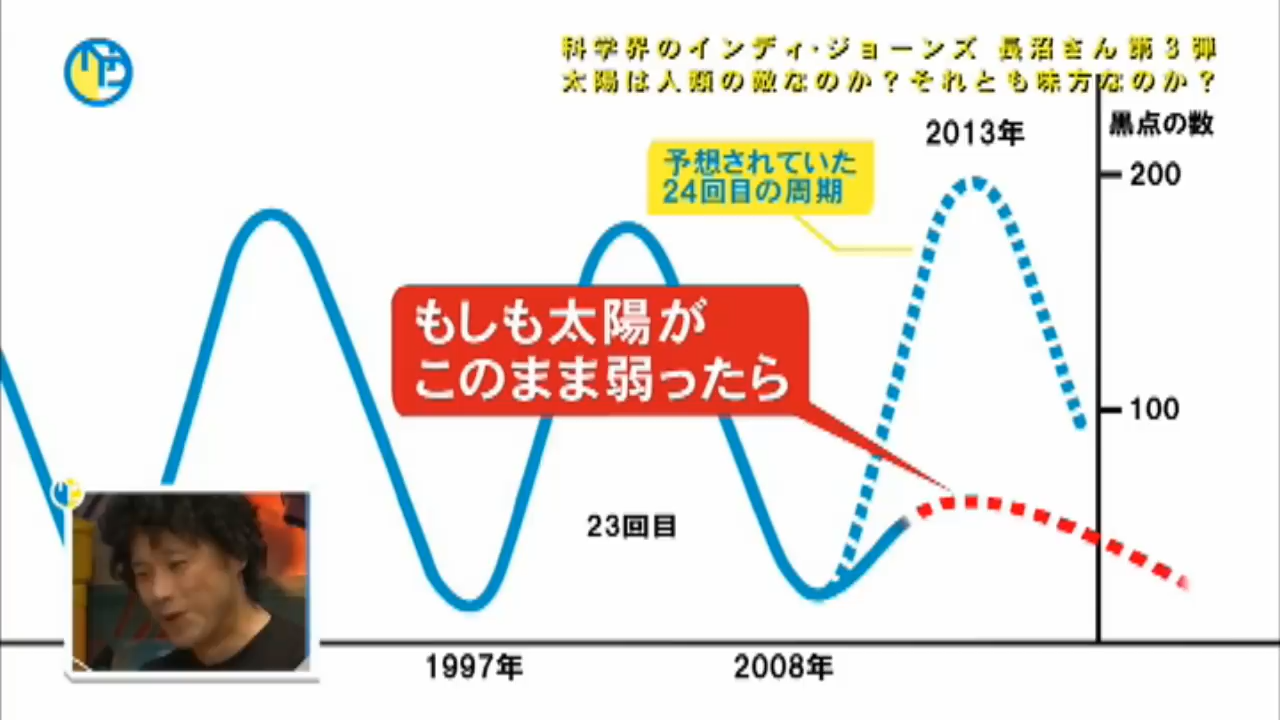 科学界のインディ・ジョーンズ 長沼さん第3弾
太陽は人類の敵なのか?それとも味方なのか?
黒点の数
2013年
予想されていた
24回目の周期
200
もしも太陽が
このまま弱ったら
100
23回目
1997年
2008年